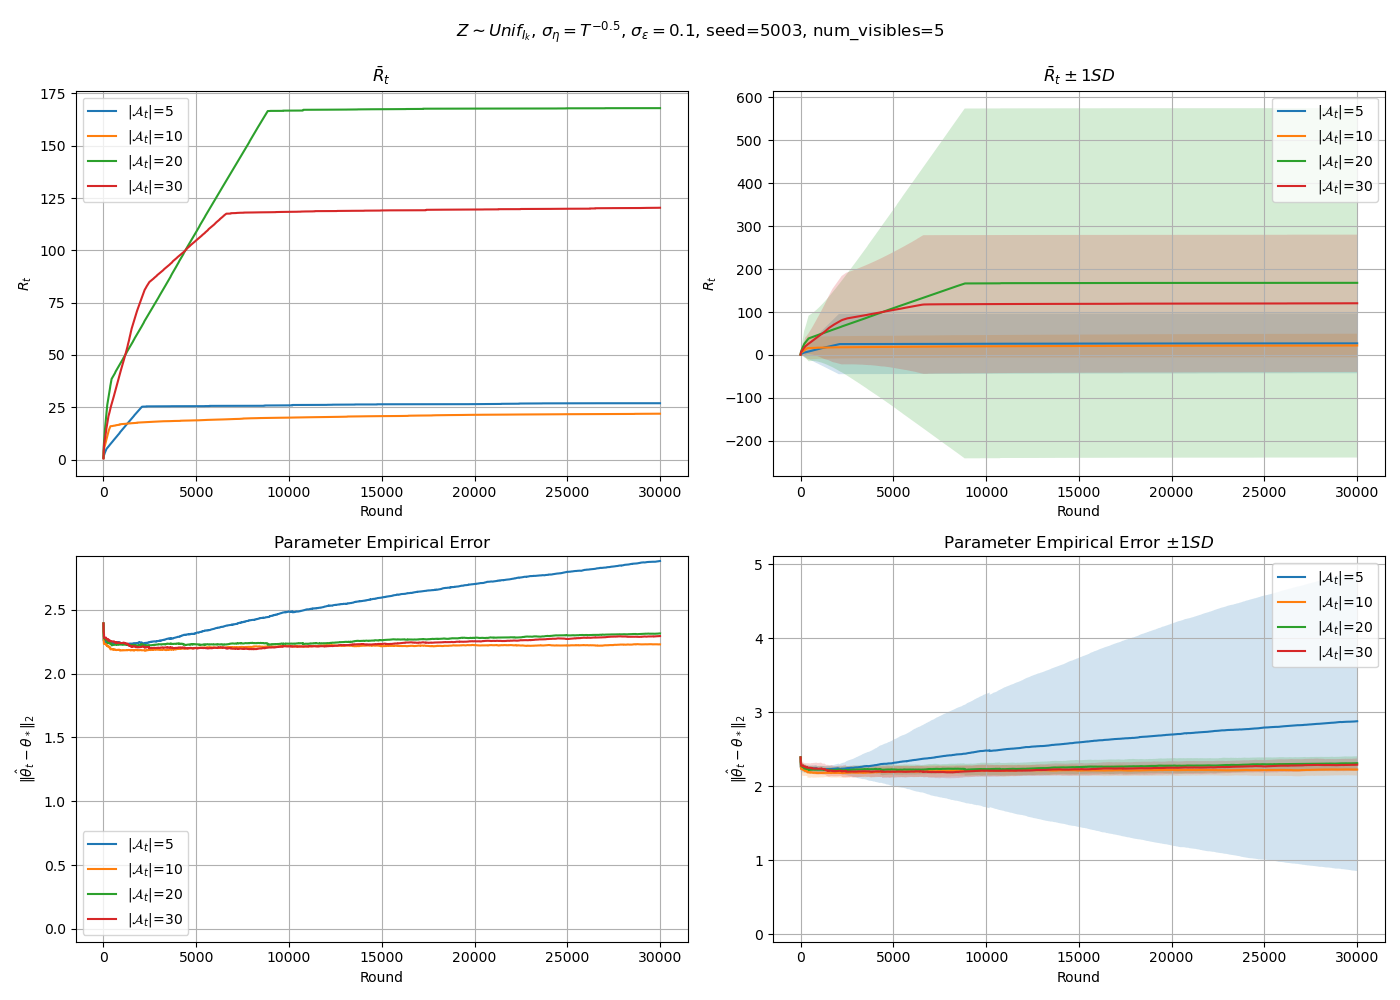 Z ∼ Unif_{I_k}, σ_η = T^{−0.5}, σ_ε = 0.1, seed=5003, num_visibles=5
R̄_t
175
150
125
100
75
50
25
0
R_t
|𝒜_t|=5
|𝒜_t|=10
|𝒜_t|=20
|𝒜_t|=30
0 5000 10000 15000 20000 25000 30000
Round
R̄_t ± 1SD
600
500
400
300
200
100
0
−100
−200
R_t
|𝒜_t|=5
|𝒜_t|=10
|𝒜_t|=20
|𝒜_t|=30
0 5000 10000 15000 20000 25000 30000
Round
Parameter Empirical Error
2.5
2.0
1.5
1.0
0.5
0.0
‖θ̂_t − θ_*‖_2
|𝒜_t|=5
|𝒜_t|=10
|𝒜_t|=20
|𝒜_t|=30
0 5000 10000 15000 20000 25000 30000
Round
Parameter Empirical Error ±1SD
5
4
3
2
1
0
‖θ̂_t − θ_*‖_2
|𝒜_t|=5
|𝒜_t|=10
|𝒜_t|=20
|𝒜_t|=30
0 5000 10000 15000 20000 25000 30000
Round